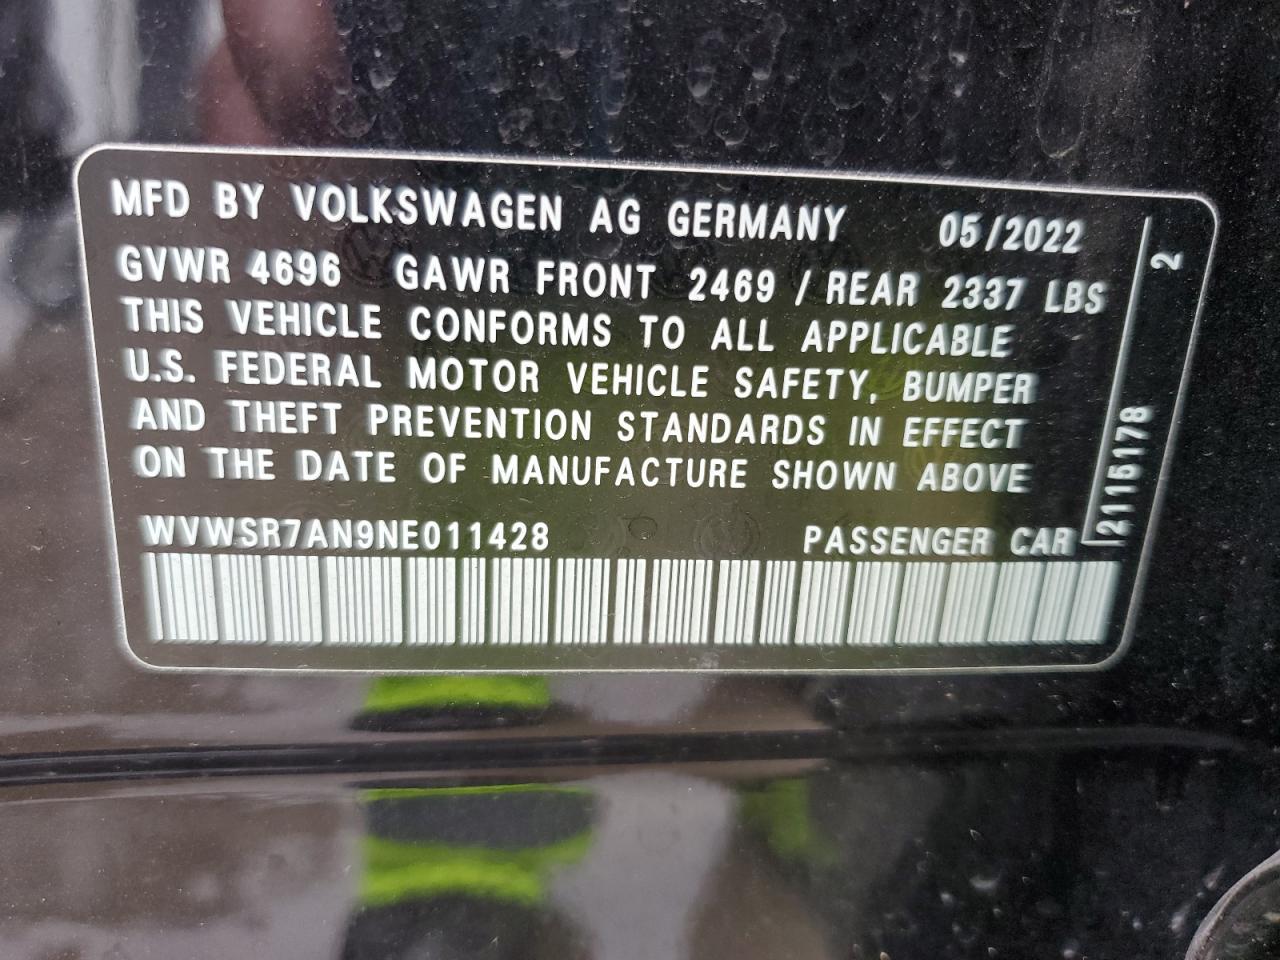 MFD BY VOLKSWAGEN AG GERMANY 05/2022
GVWR 4696 GAWR FRONT 2469 / REAR 2337 LBS
THIS VEHICLE CONFORMS TO ALL APPLICABLE
U.S. FEDERAL MOTOR VEHICLE SAFETY, BUMPER
AND THEFT PREVENTION STANDARDS IN EFFECT
ON THE DATE OF MANUFACTURE SHOWN ABOVE
WVWSR7AN9NE011428 PASSENGER CAR
2115178 2